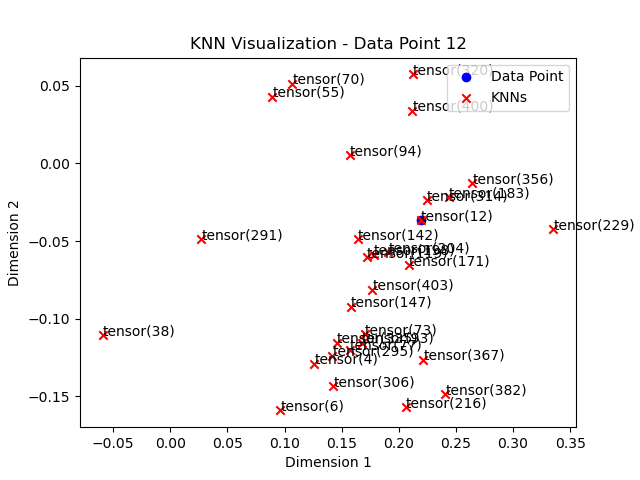 KNN Visualization - Data Point 12
tensor(320)
Data Point
KNNs
tensor(70)
tensor(55)
tensor(400)
tensor(94)
tensor(356)
tensor(183)
tensor(314)
tensor(12)
tensor(229)
tensor(291)
tensor(142)
tensor(204)
tensor(171)
tensor(403)
tensor(147)
tensor(38)
tensor(73)
tensor(77)
tensor(295)
tensor(4)
tensor(367)
tensor(306)
tensor(382)
tensor(6)
tensor(216)
0.05
0.00
−0.05
−0.10
−0.15
Dimension 2
−0.05
0.00
0.05
0.10
0.15
0.20
0.25
0.30
0.35
Dimension 1